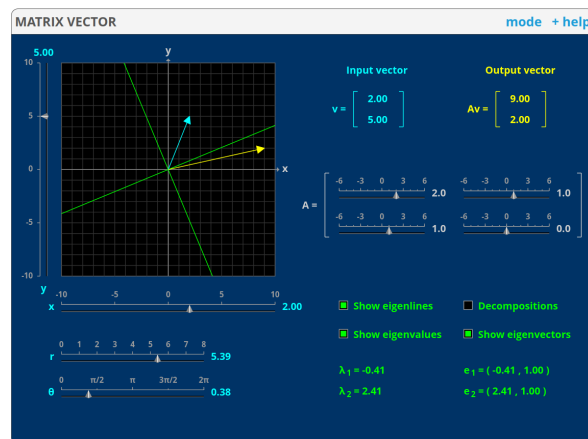 MATRIX VECTOR mode + help
5.00 y
10 5 0 -5 -10
x
y
-10 -5 0 5 10
x 2.00
0 1 2 3 4 5 6 7 8
r 5.39
0 π/2 π 3π/2 2π
θ 0.38
Input vector Output vector
v = [ 2.00 5.00 ] Av = [ 9.00 2.00 ]
A =
-6 -3 0 3 6 2.0 -6 -3 0 3 6 1.0
-6 -3 0 3 6 1.0 -6 -3 0 3 6 0.0
Show eigenlines Decompositions
Show eigenvalues Show eigenvectors
λ1 = -0.41 e1 = ( -0.41 , 1.00 )
λ2 = 2.41 e2 = ( 2.41 , 1.00 )